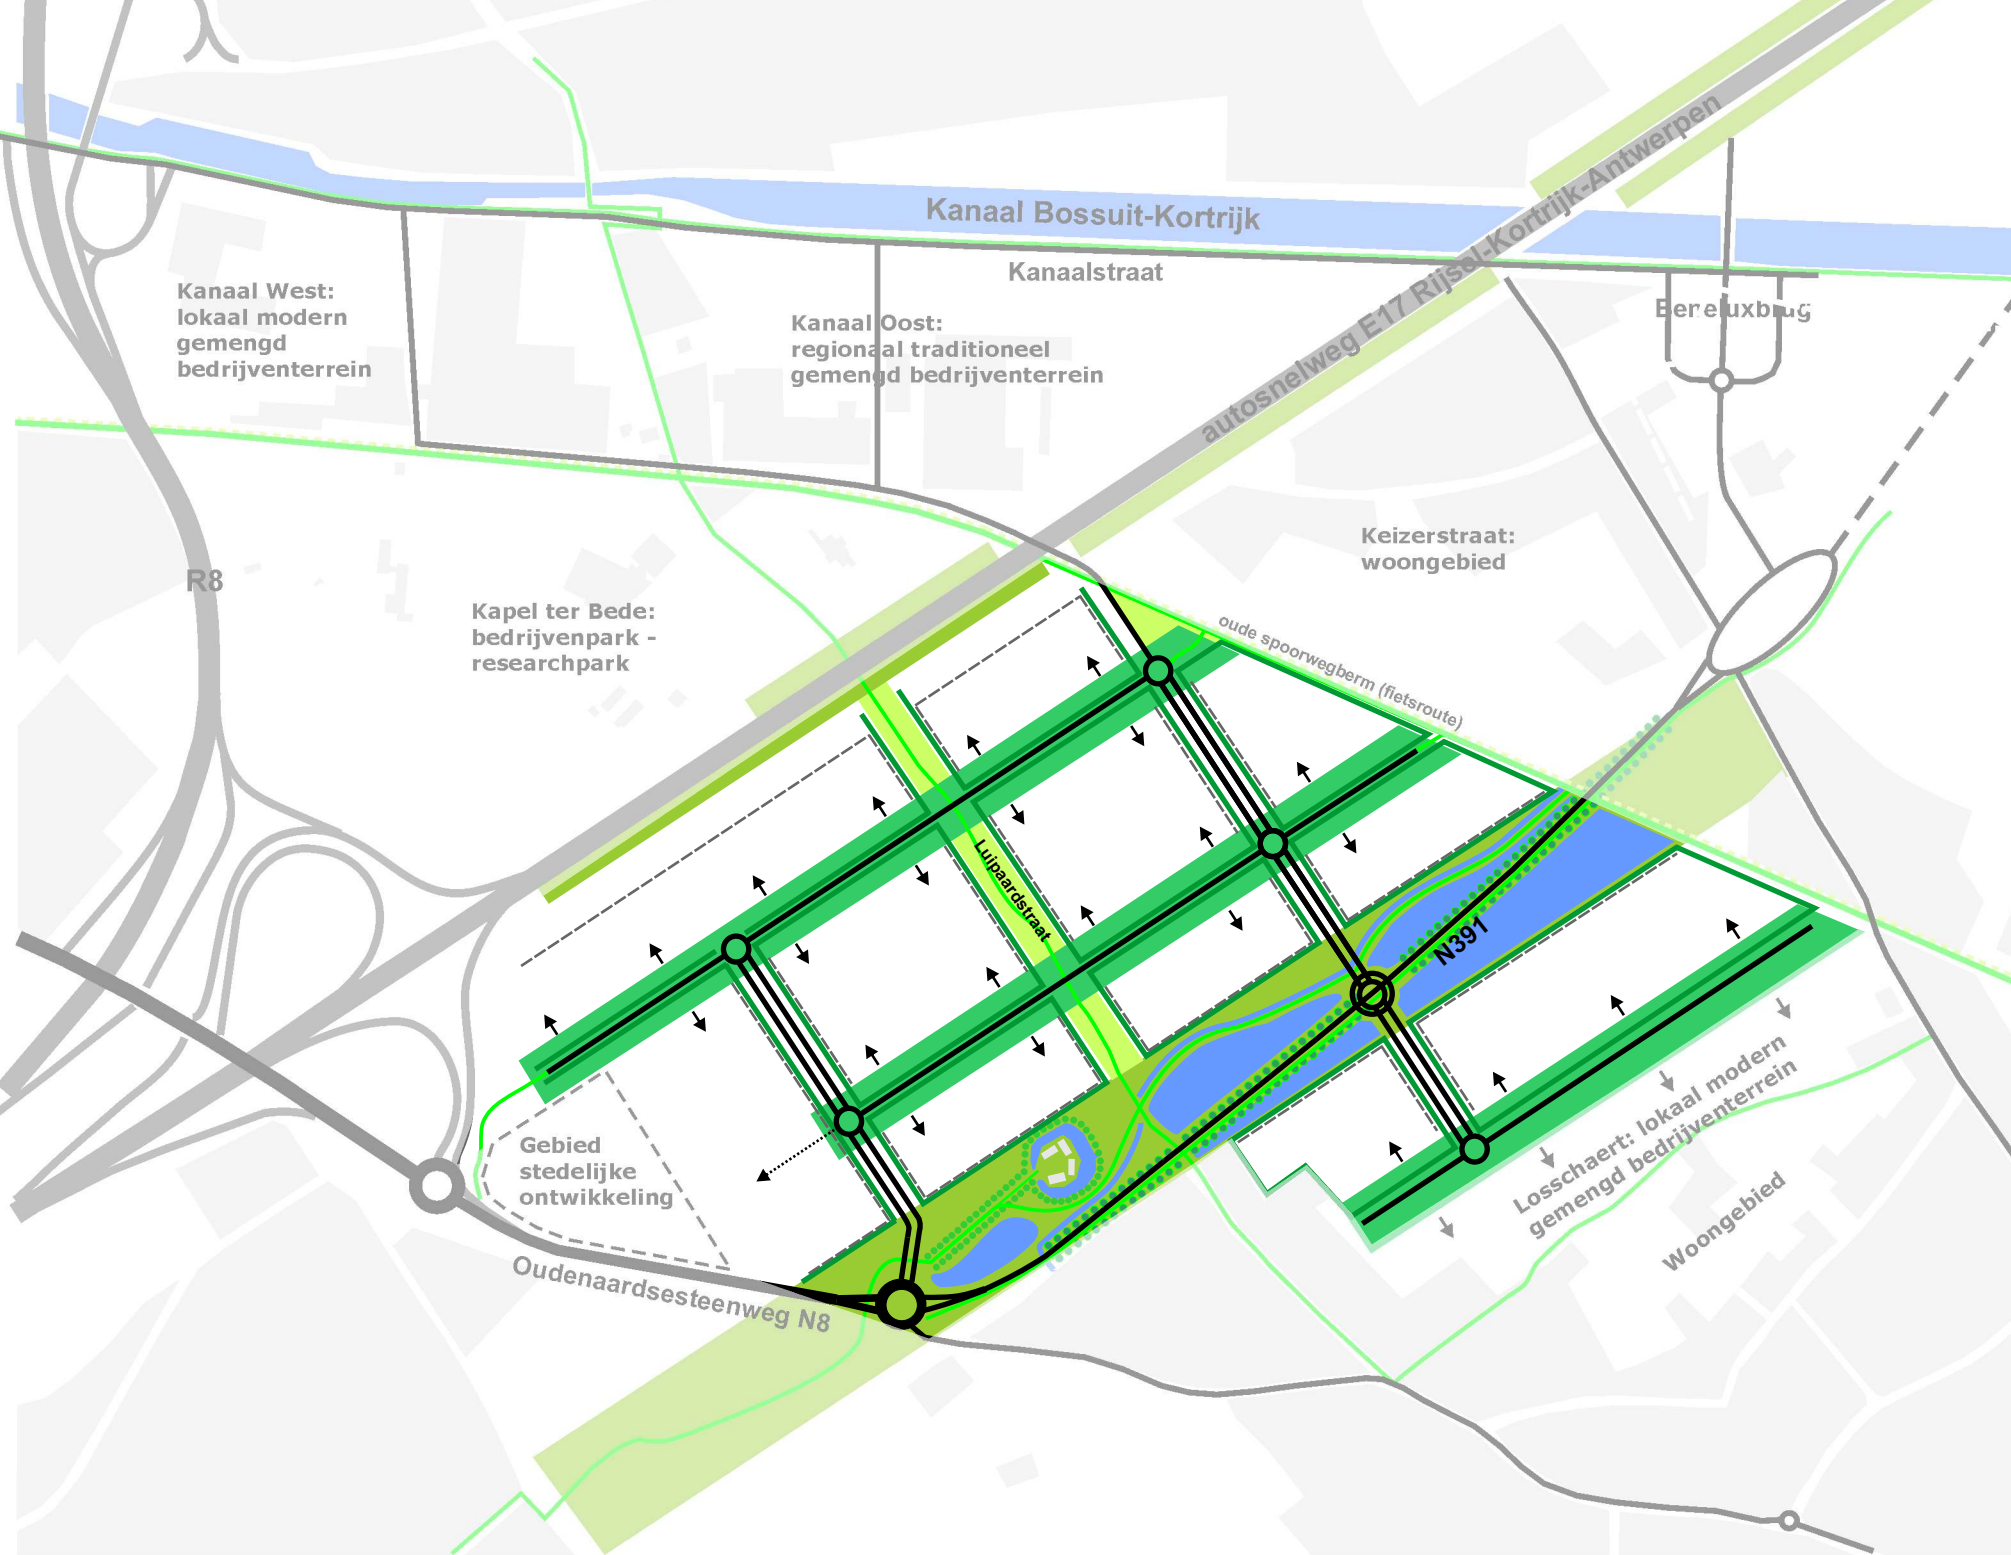 Kanaal Bossuit-Kortrijk
Kanaalstraat
autosnelweg E17 Rijsel-Kortrijk-Antwerpen
Kanaal West:
lokaal modern
gemengd
bedrijventerrein
Kanaal Oost:
regionaal traditioneel
gemengd bedrijventerrein
Beneluxbrug
Keizerstraat:
woongebied
R8
Kapel ter Bede:
bedrijvenpark -
researchpark
oude spoorwegberm (fietsroute)
Luipaardstraat
N391
Gebied
stedelijke
ontwikkeling
Losschaert: lokaal modern
gemengd bedrijventerrein
Woongebied
Oudenaardsesteenweg N8